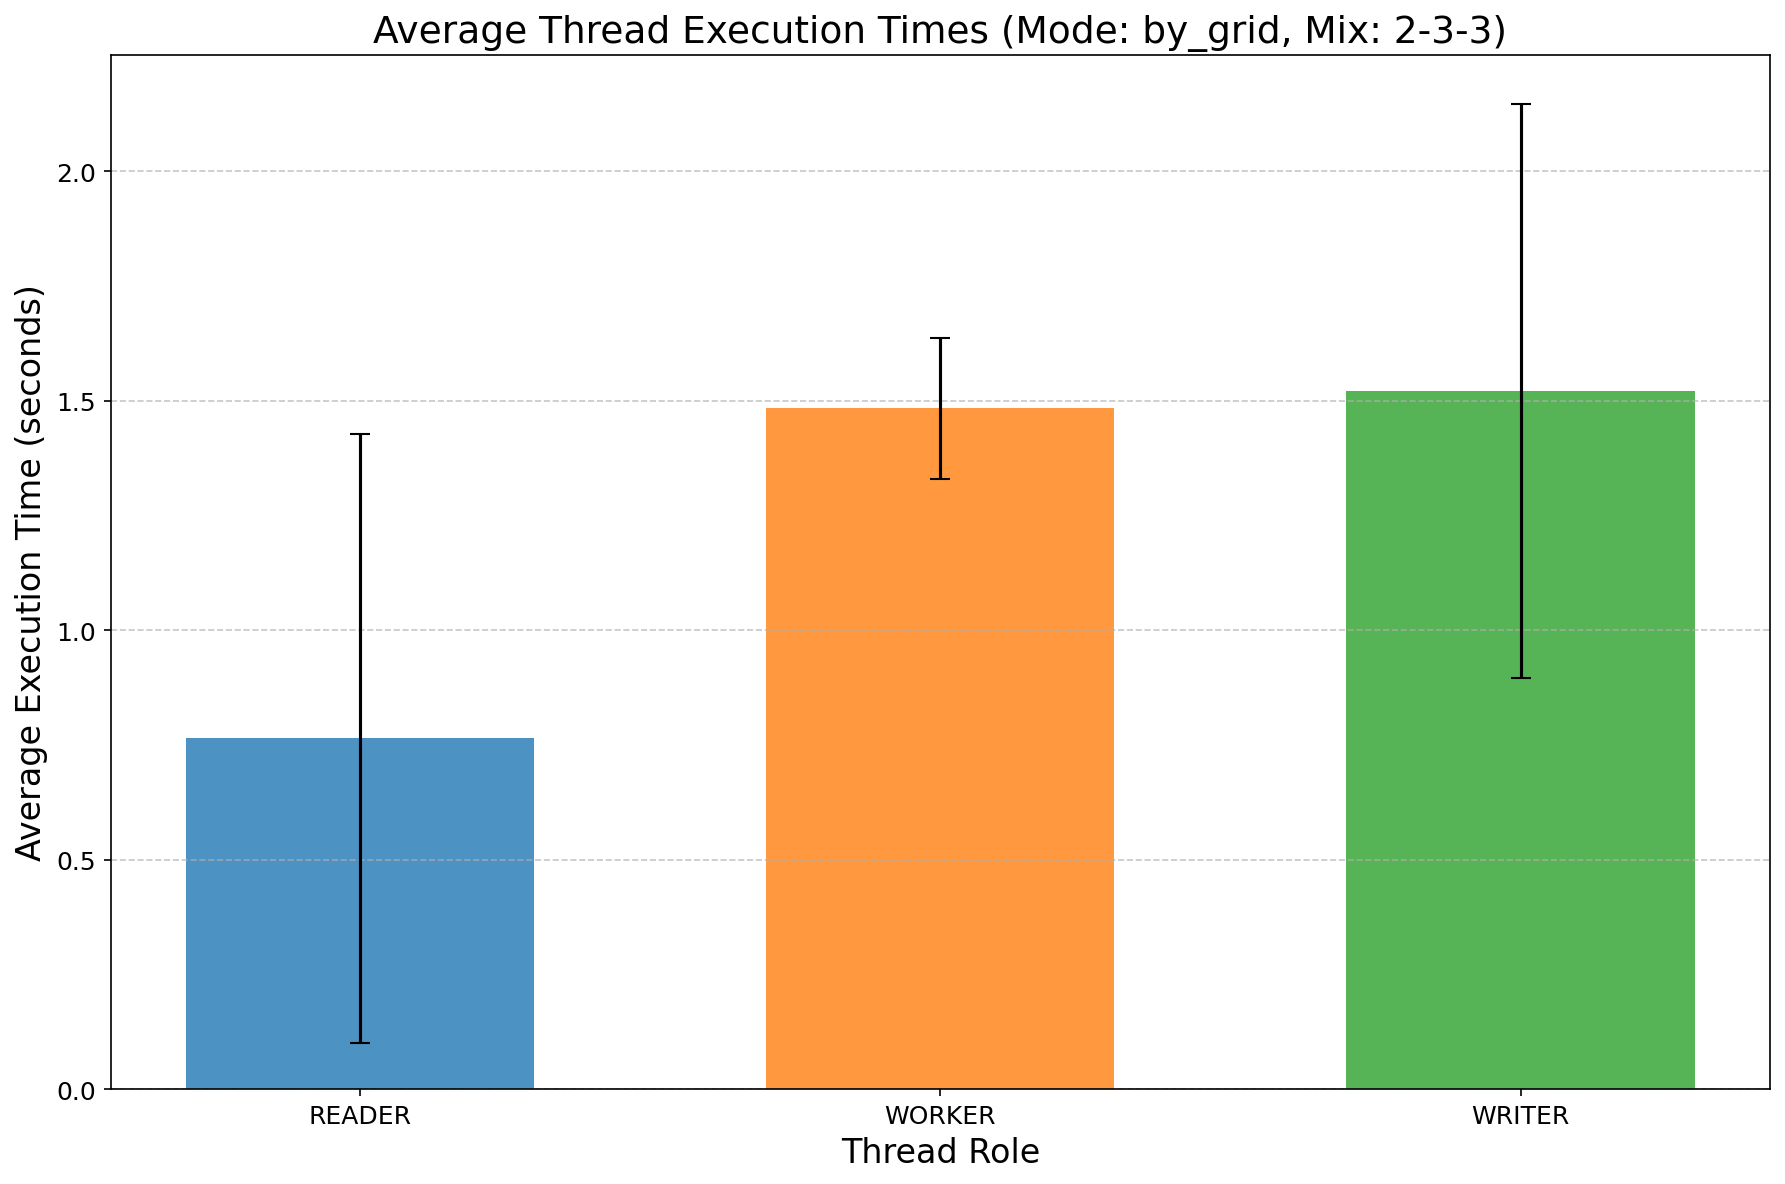 Average Thread Execution Times (Mode: by_grid, Mix: 2-3-3)
Average Execution Time (seconds)
2.0
1.5
1.0
0.5
0.0
READER
WORKER
WRITER
Thread Role